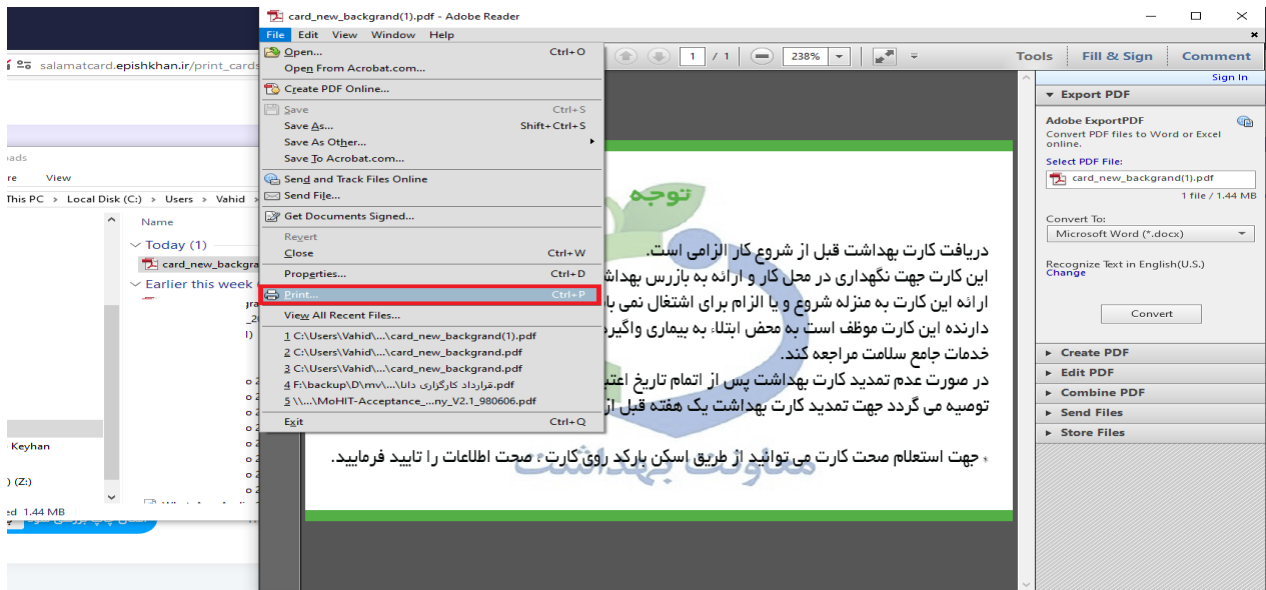 card_new_backgrand(1).pdf - Adobe Reader
File Edit View Window Help
salamatcard.epishkhan.ir/print_cards
1 / 1 238% Tools Fill & Sign Comment
Sign In
Open... Ctrl+O
Open From Acrobat.com...
Create PDF Online...
Save Ctrl+S
Save As... Shift+Ctrl+S
Save As Other...
Save To Acrobat.com...
Send and Track Files Online
Send File...
Get Documents Signed...
Revert
Close Ctrl+W
Properties... Ctrl+D
Print... Ctrl+P
View All Recent Files...
1 C:\Users\Vahid\...\card_new_backgrand(1).pdf
2 C:\Users\Vahid\...\card_new_backgrand.pdf
3 C:\Users\Vahid\...\card_new_backgrand.pdf
4 F:\backup\D\mv\...\قرارداد کارگزاری دانا.pdf
5 \\...\MoHIT-Acceptance_...ny_V2.1_980606.pdf
Exit Ctrl+Q
View
This PC > Local Disk (C:) > Users > Vahid >
Name
Today (1)
card_new_backgra
Earlier this week
Keyhan
(Z:)
1.44 MB
توجه
دریافت کارت بهداشت قبل از شروع کار الزامی است.
این کارت جهت نگهداری در محل کار و ارائه به بازرس بهداش
ارائه این کارت به منزله شروع و یا الزام برای اشتغال نمی با
دارنده این کارت موظف است به محض ابتلاء به بیماری واگیر
خدمات جامع سلامت مراجعه کند.
در صورت عدم تمدید کارت بهداشت پس از اتمام تاریخ اعتب
توصیه می گردد جهت تمدید کارت بهداشت یک هفته قبل از
* جهت استعلام صحت کارت می توانید از طریق اسکن بارکد روی کارت ، صحت اطلاعات را تایید فرمایید.
معاونت بهداشت
Export PDF
Adobe ExportPDF
Convert PDF files to Word or Excel
online.
Select PDF File:
card_new_backgrand(1).pdf
1 file / 1.44 MB
Convert To:
Microsoft Word (*.docx)
Recognize Text in English(U.S.)
Change
Convert
Create PDF
Edit PDF
Combine PDF
Send Files
Store Files